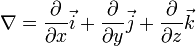 ∇ = ∂/∂x i⃗ + ∂/∂y j⃗ + ∂/∂z k⃗